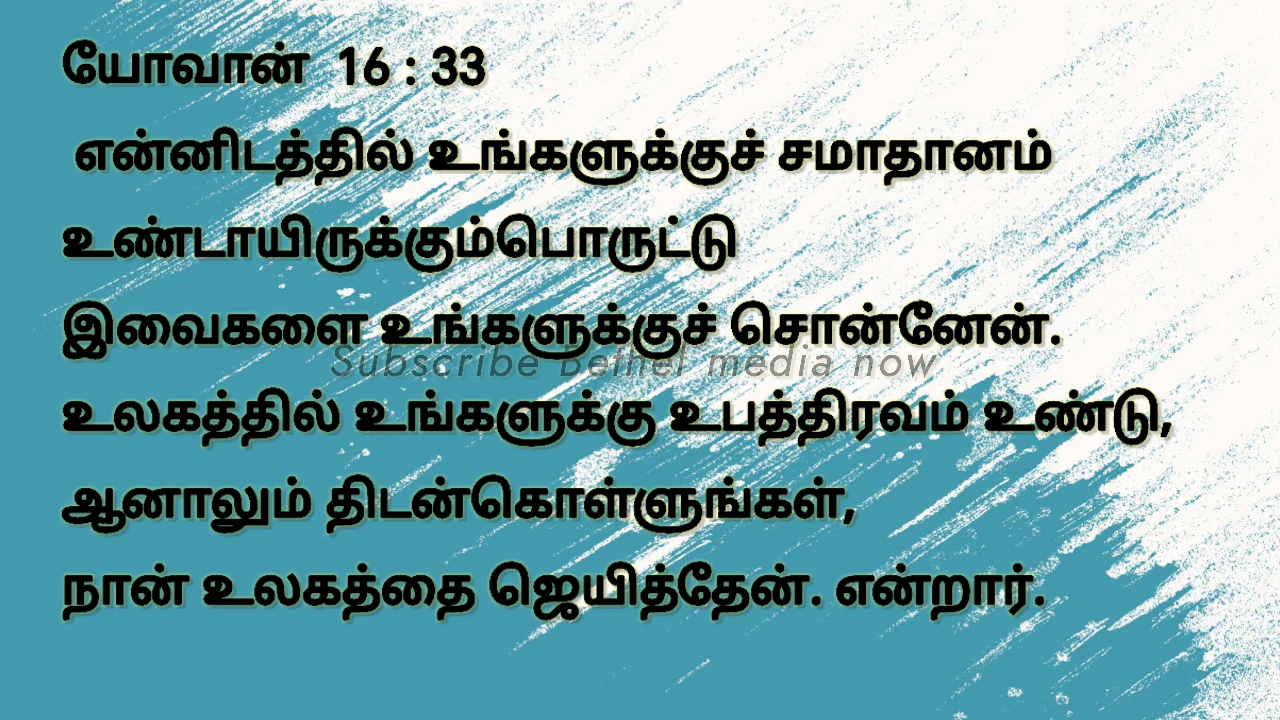 யோவான் 16 : 33
என்னிடத்தில் உங்களுக்குச் சமாதானம்
உண்டாயிருக்கும்பொருட்டு
இவைகளை உங்களுக்குச் சொன்னேன்.
Subscribe Bethel media now
உலகத்தில் உங்களுக்கு உபத்திரவம் உண்டு,
ஆனாலும் திடன்கொள்ளுங்கள்,
நான் உலகத்தை ஜெயித்தேன். என்றார்.